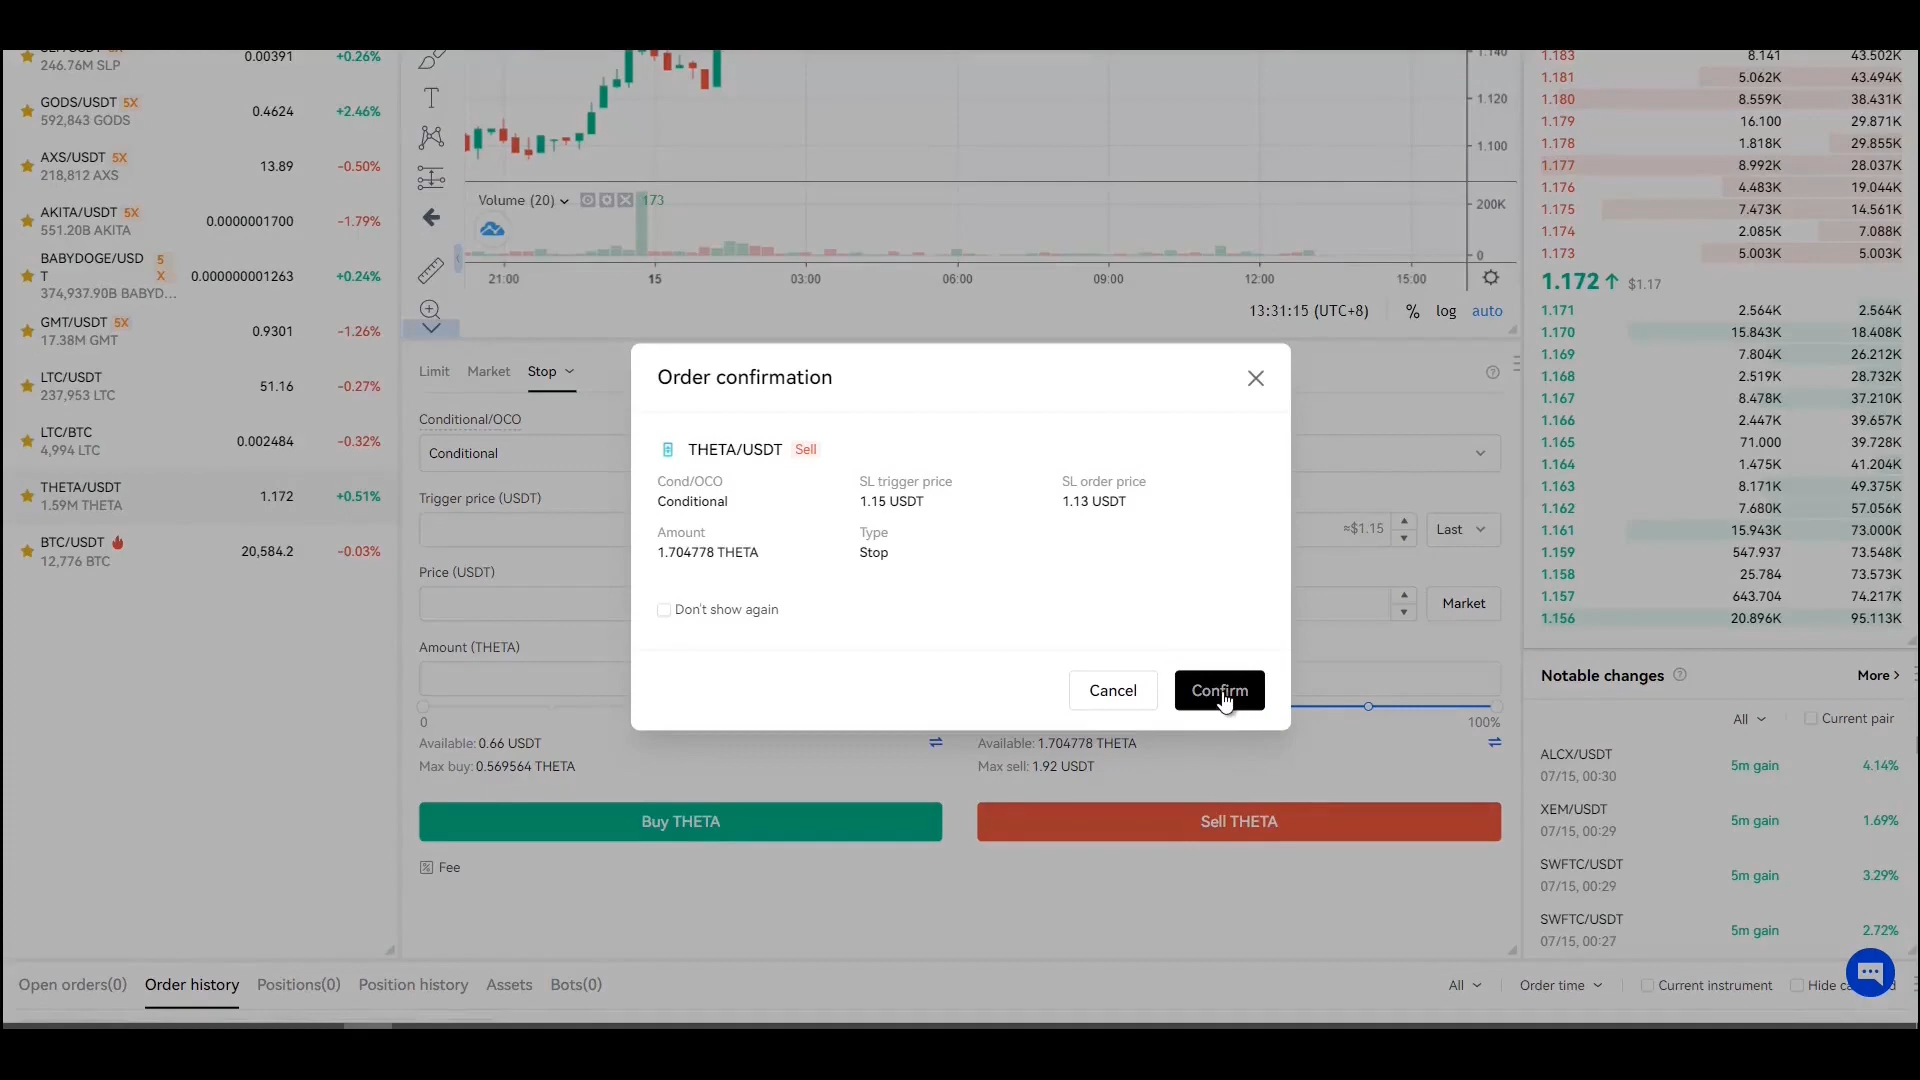 0.00391 +0.26%
246.76M SLP
GODS/USDT 5X
592,843 GODS
0.4624 +2.46%
AXS/USDT 5X
218,812 AXS
13.89 -0.50%
AKITA/USDT 5X
551.20B AKITA
0.0000001700 -1.79%
BABYDOGE/USD 5
T X
374,937.90B BABYD...
0.000000001263 +0.24%
GMT/USDT 5X
17.38M GMT
0.9301 -1.26%
LTC/USDT
237,953 LTC
51.16 -0.27%
LTC/BTC
4,994 LTC
0.002484 -0.32%
THETA/USDT
1.59M THETA
1.172 +0.51%
BTC/USDT
12,776 BTC
20,584.2 -0.03%
1.140
1.120
1.100
Volume (20) 173
200K
0
21:00 15 03:00 06:00 09:00 12:00 15:00
13:31:15 (UTC+8) % log auto
Limit Market Stop
Conditional/OCO
Conditional
Trigger price (USDT)
≈$1.15 Last
Price (USDT)
Market
Amount (THETA)
0
100%
Available: 0.66 USDT
Max buy: 0.569564 THETA
Available: 1.704778 THETA
Max sell: 1.92 USDT
Buy THETA
Sell THETA
Fee
Order confirmation
THETA/USDT Sell
Cond/OCO SL trigger price SL order price
Conditional 1.15 USDT 1.13 USDT
Amount Type
1.704778 THETA Stop
Don't show again
Cancel Confirm
1.183 8.141 43.502K
1.181 5.062K 43.494K
1.180 8.559K 38.431K
1.179 16.100 29.871K
1.178 1.818K 29.855K
1.177 8.992K 28.037K
1.176 4.483K 19.044K
1.175 7.473K 14.561K
1.174 2.085K 7.088K
1.173 5.003K 5.003K
1.172↑ $1.17
1.171 2.564K 2.564K
1.170 15.843K 18.408K
1.169 7.804K 26.212K
1.168 2.519K 28.732K
1.167 8.478K 37.210K
1.166 2.447K 39.657K
1.165 71.000 39.728K
1.164 1.475K 41.204K
1.163 8.171K 49.375K
1.162 7.680K 57.056K
1.161 15.943K 73.000K
1.159 547.937 73.548K
1.158 25.784 73.573K
1.157 643.704 74.217K
1.156 20.896K 95.113K
Notable changes More >
All Current pair
ALCX/USDT
07/15, 00:30
5m gain 4.14%
XEM/USDT
07/15, 00:29
5m gain 1.69%
SWFTC/USDT
07/15, 00:29
5m gain 3.29%
SWFTC/USDT
07/15, 00:27
5m gain 2.72%
Open orders(0) Order history Positions(0) Position history Assets Bots(0)
All Order time Current instrument Hide